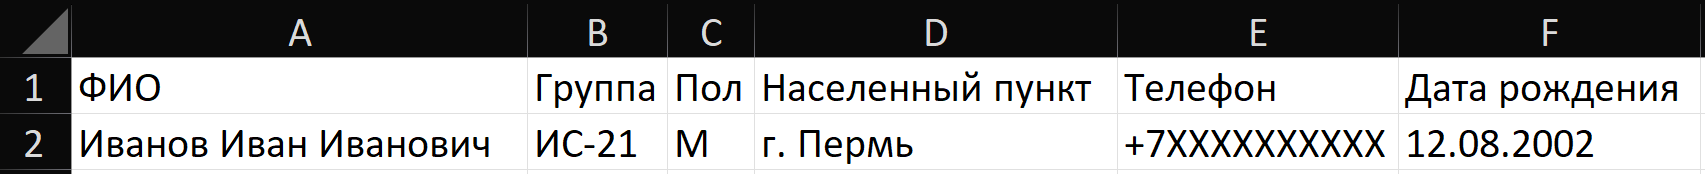 A B C D E F
1 ФИО Группа Пол Населенный пункт Телефон Дата рождения
2 Иванов Иван Иванович ИС-21 М г. Пермь +7XXXXXXXXXX 12.08.2002